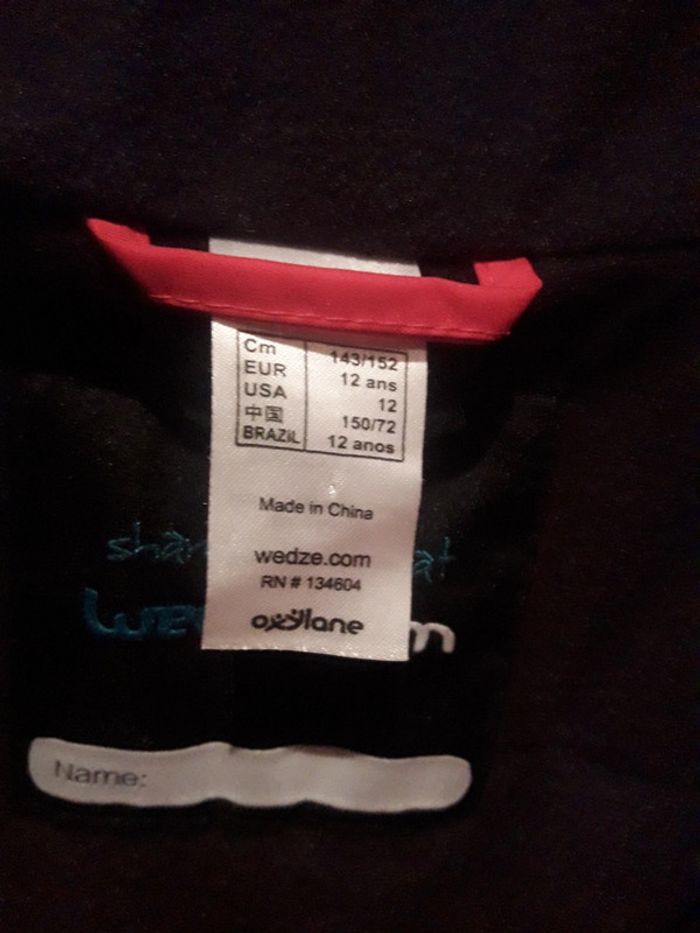 Cm 143/152
EUR 12 ans
USA 12
中国 150/72
BRAZIL 12 anos
Made in China
wedze.com
RN # 134604
oxylane
Name: